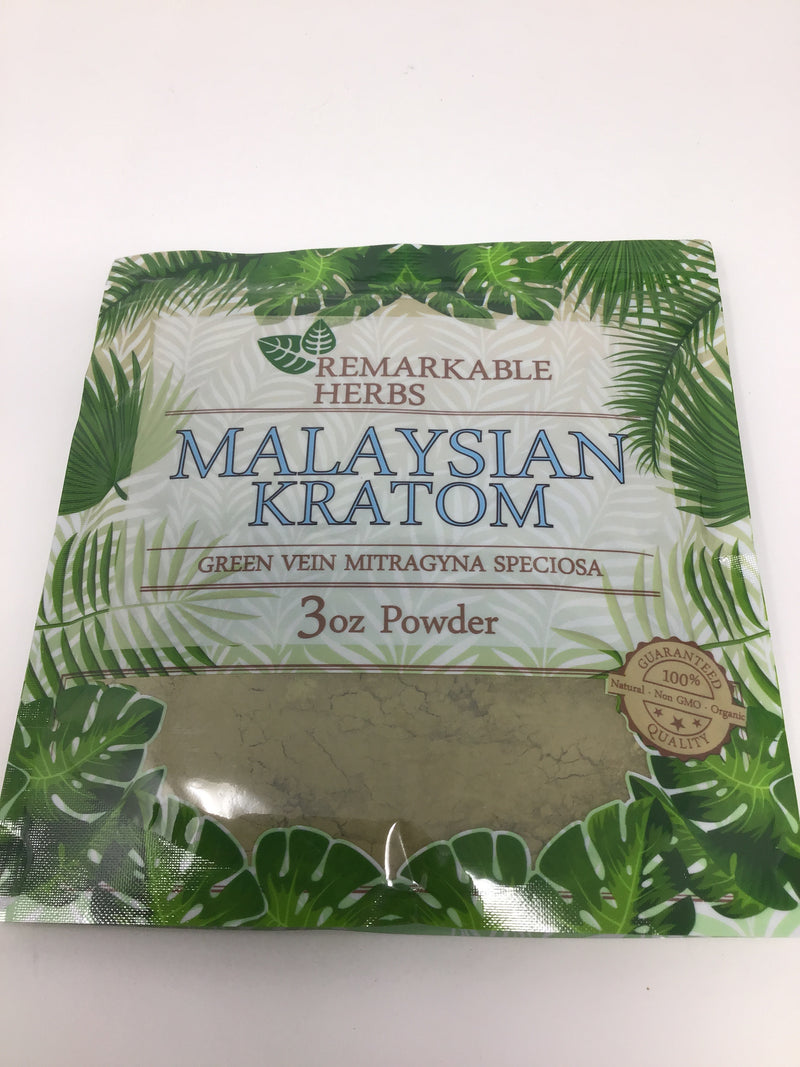 REMARKABLE
HERBS
MALAYSIAN
KRATOM
GREEN VEIN MITRAGYNA SPECIOSA
3oz Powder
GUARANTEED
100%
Natural · Non GMO · Organic
QUALITY